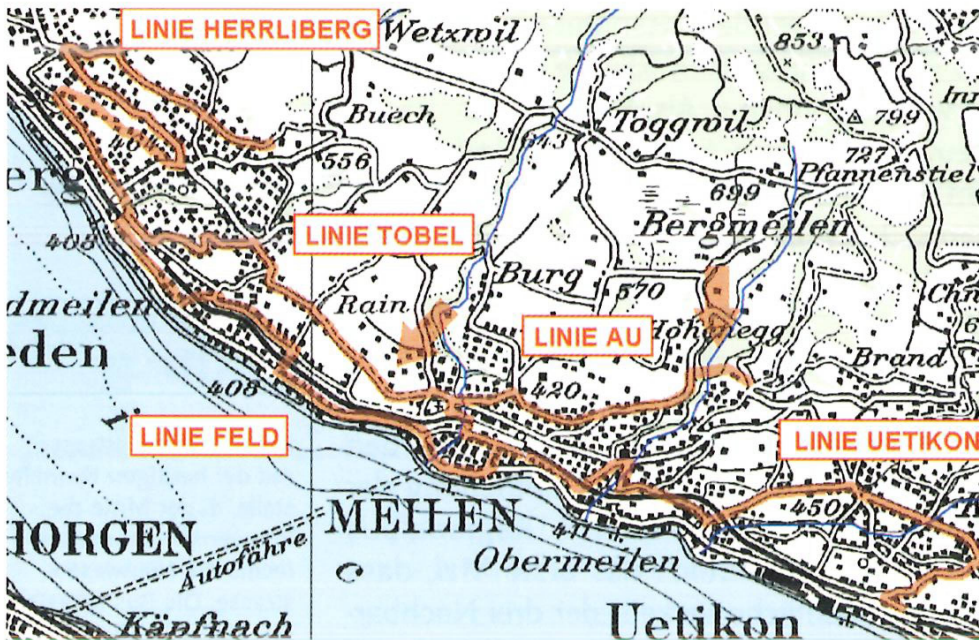 LINIE HERRLIBERG
Wetzwil
853
Buech
Toggwil
799
556
713
727
Pfannenstiel
erg
699
408
LINIE TOBEL
Bergmeilen
Burg
570
dmeilen
Rain
LINIE AU
Hohenegg
eden
Brand
408
420
LINIE FELD
LINIE UETIKON
MEILEN
450
HORGEN
Autofähre
411
Obermeilen
Käpfnach
Uetikon